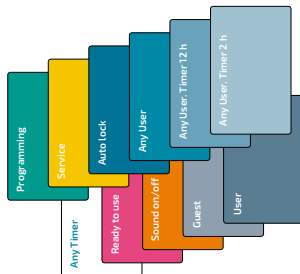 Programming
Service
Auto lock
Any User
Any User. Timer 12 h
Any User. Timer 2 h
Any Timer
Ready to use
Sound on/off
Guest
User